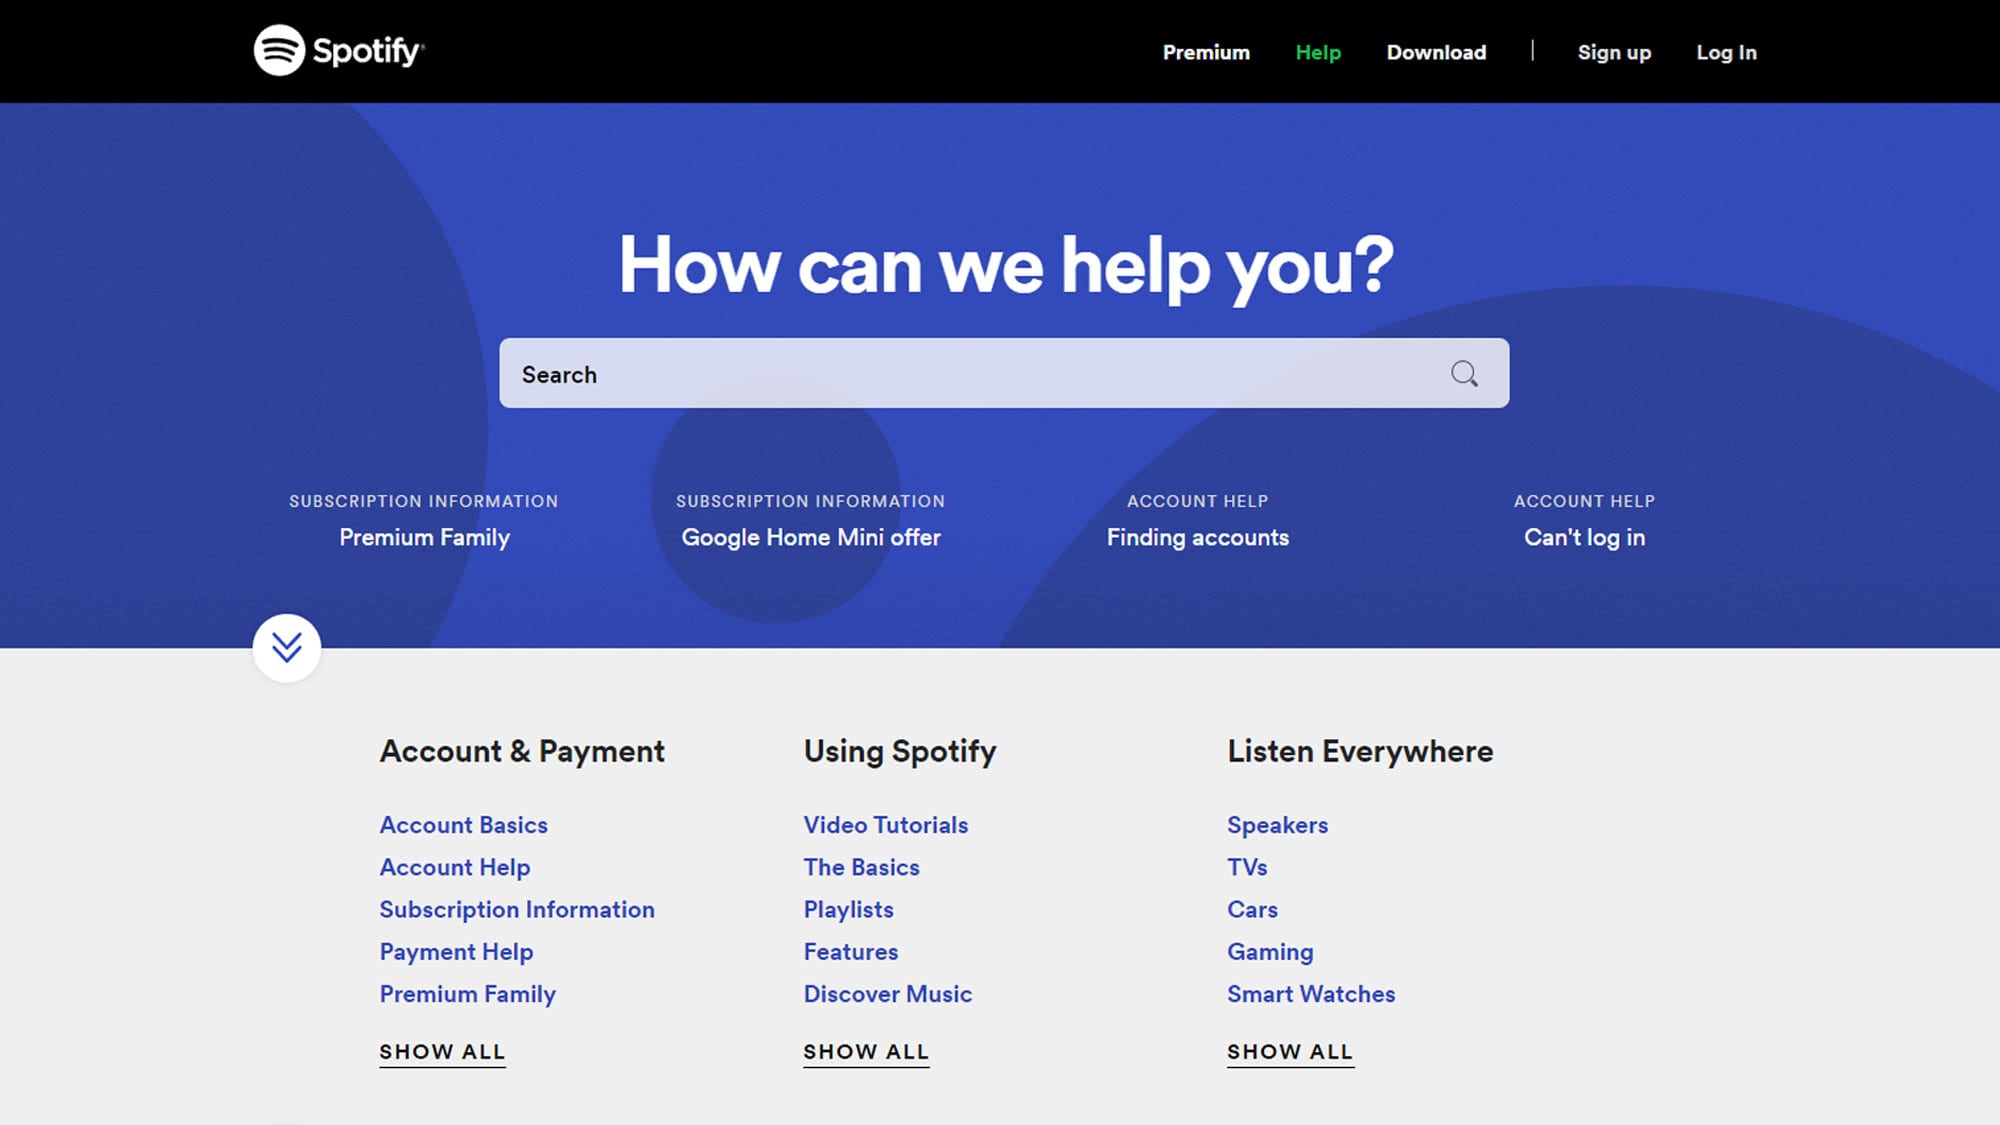 Spotify
Premium Help Download | Sign up Log In
How can we help you?
Search
SUBSCRIPTION INFORMATION
Premium Family
SUBSCRIPTION INFORMATION
Google Home Mini offer
ACCOUNT HELP
Finding accounts
ACCOUNT HELP
Can't log in
Account & Payment
Account Basics
Account Help
Subscription Information
Payment Help
Premium Family
SHOW ALL
Using Spotify
Video Tutorials
The Basics
Playlists
Features
Discover Music
SHOW ALL
Listen Everywhere
Speakers
TVs
Cars
Gaming
Smart Watches
SHOW ALL